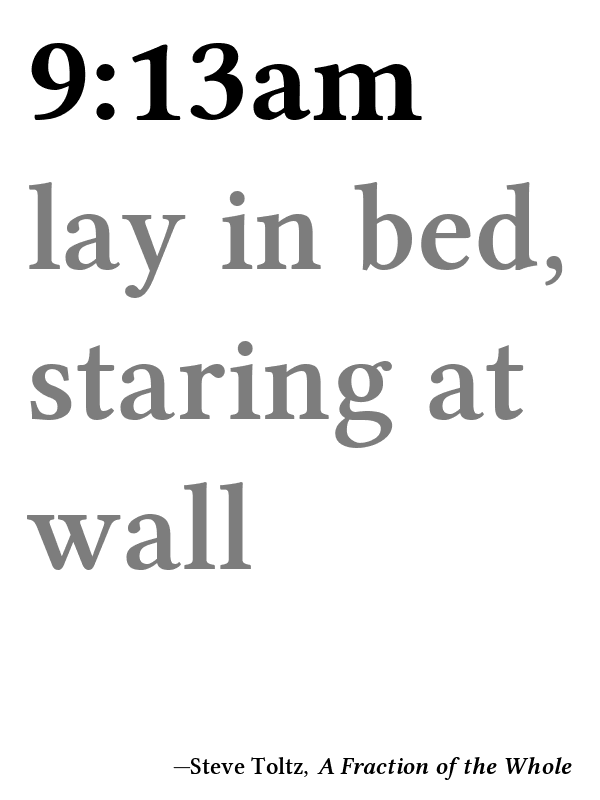 9:13am
lay in bed,
staring at
wall
—Steve Toltz, A Fraction of the Whole